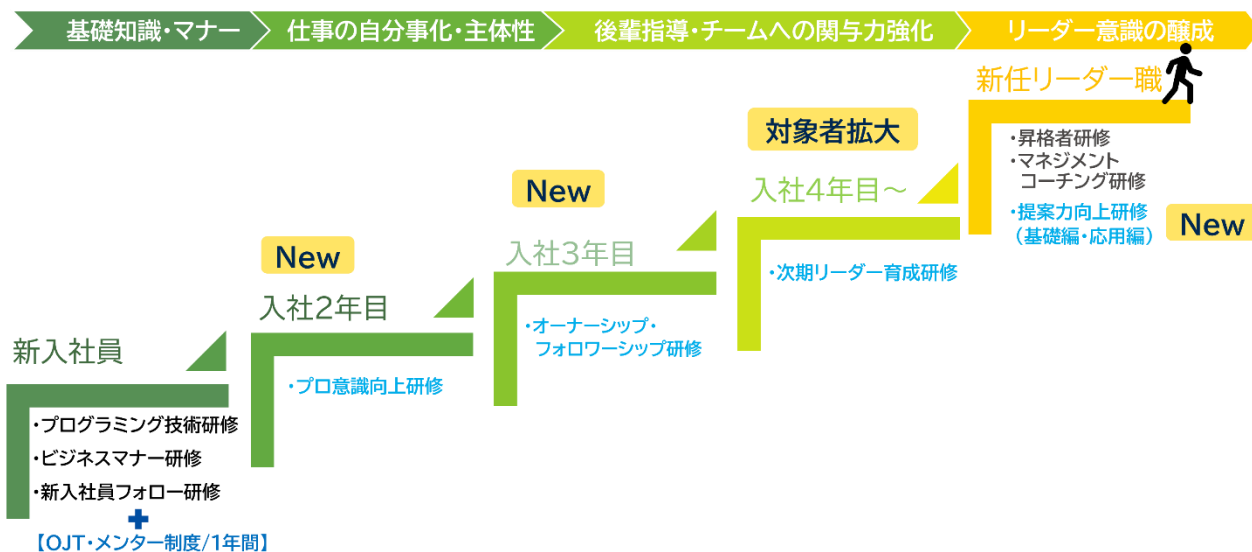 基礎知識・マナー
仕事の自分事化・主体性
後輩指導・チームへの関与力強化
リーダー意識の醸成
新入社員
・プログラミング技術研修
・ビジネスマナー研修
・新入社員フォロー研修
+
【OJT・メンター制度/1年間】
New
入社2年目
・プロ意識向上研修
New
入社3年目
・オーナーシップ・
フォロワーシップ研修
対象者拡大
入社4年目～
・次期リーダー育成研修
新任リーダー職
・昇格者研修
・マネジメント
コーチング研修
・提案力向上研修
（基礎編・応用編）
New